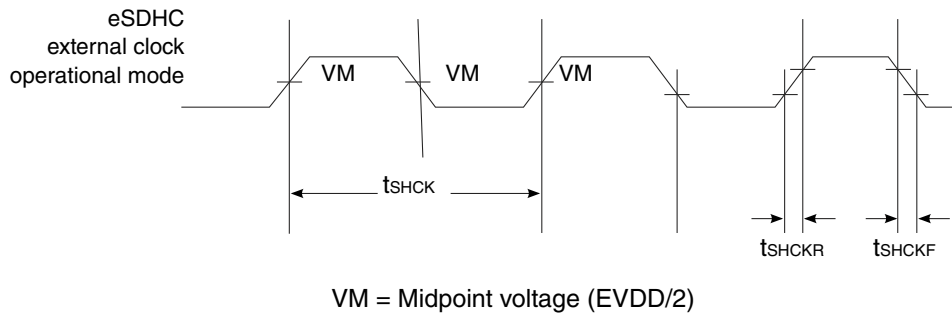 eSDHC
external clock
operational mode
VM VM VM
tSHCK
tSHCKR tSHCKF
VM = Midpoint voltage (EVDD/2)